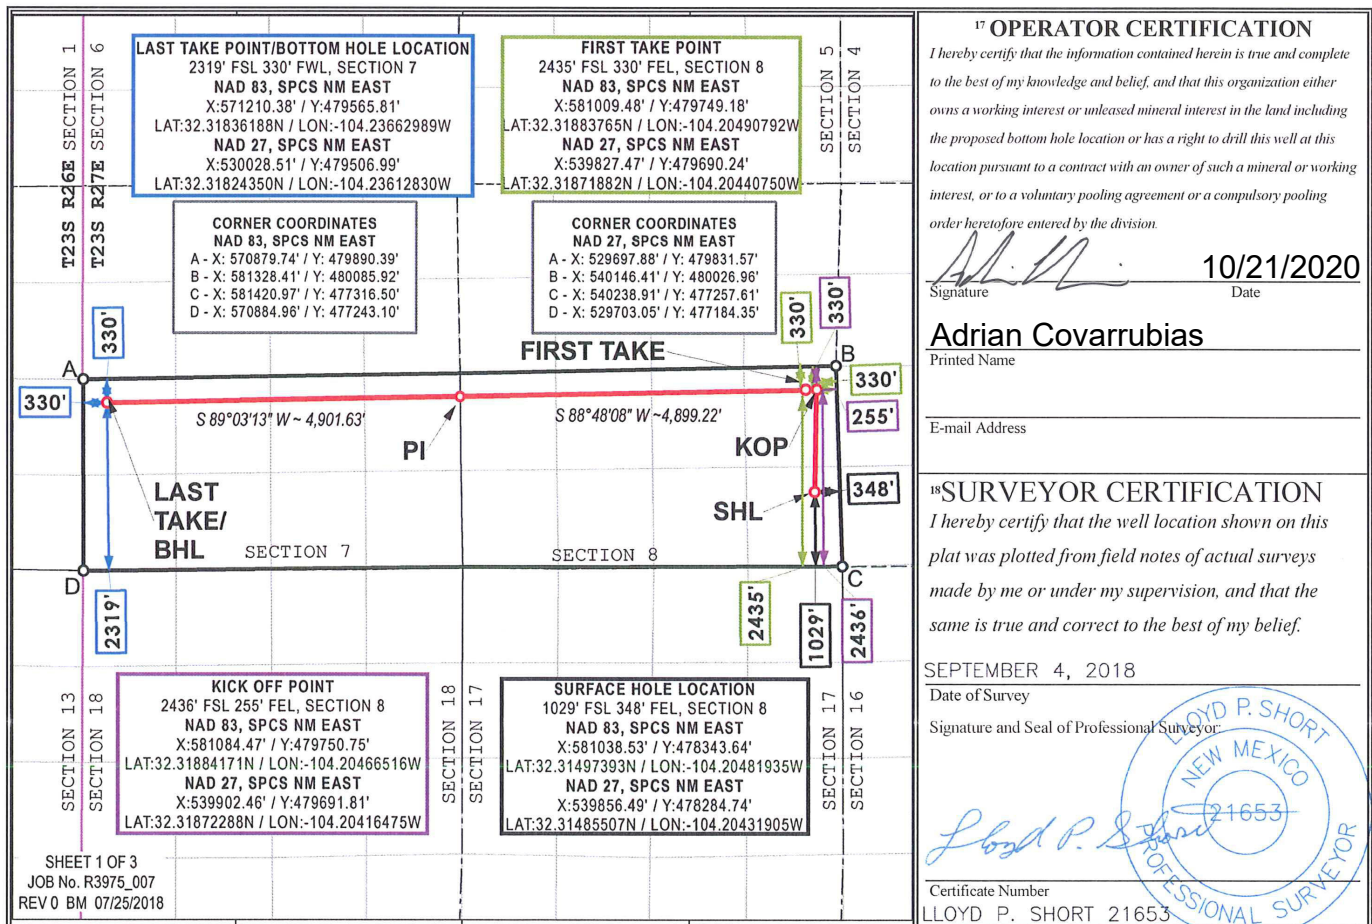 T23S R26E SECTION 1
T23S R27E SECTION 6
LAST TAKE POINT/BOTTOM HOLE LOCATION
2319' FSL 330' FWL, SECTION 7
NAD 83, SPCS NM EAST
X:571210.38' / Y:479565.81'
LAT:32.31836188N / LON:-104.23662989W
NAD 27, SPCS NM EAST
X:530028.51' / Y:479506.99'
LAT:32.31824350N / LON:-104.23612830W
FIRST TAKE POINT
2435' FSL 330' FEL, SECTION 8
NAD 83, SPCS NM EAST
X:581009.48' / Y:479749.18'
LAT:32.31883765N / LON:-104.20490792W
NAD 27, SPCS NM EAST
X:539827.47' / Y:479690.24'
LAT:32.31871882N / LON:-104.20440750W
SECTION 5
SECTION 4
CORNER COORDINATES
NAD 83, SPCS NM EAST
A - X: 570879.74' / Y: 479890.39'
B - X: 581328.41' / Y: 480085.92'
C - X: 581420.97' / Y: 477316.50'
D - X: 570884.96' / Y: 477243.10'
CORNER COORDINATES
NAD 27, SPCS NM EAST
A - X: 529697.88' / Y: 479831.57'
B - X: 540146.41' / Y: 480026.96'
C - X: 540238.91' / Y: 477257.61'
D - X: 529703.05' / Y: 477184.35'
330'
330'
330'
FIRST TAKE
A
B
330'
330'
S 89°03'13" W ~ 4,901.63'
S 88°48'08" W ~4,899.22'
255'
PI
KOP
LAST
TAKE/
BHL
SHL
348'
SECTION 7
SECTION 8
D
C
2319'
2435'
1029'
2436'
SECTION 13
SECTION 18
KICK OFF POINT
2436' FSL 255' FEL, SECTION 8
NAD 83, SPCS NM EAST
X:581084.47' / Y:479750.75'
LAT:32.31884171N / LON:-104.20466516W
NAD 27, SPCS NM EAST
X:539902.46' / Y:479691.81'
LAT:32.31872288N / LON:-104.20416475W
SECTION 18
SECTION 17
SURFACE HOLE LOCATION
1029' FSL 348' FEL, SECTION 8
NAD 83, SPCS NM EAST
X:581038.53' / Y:478343.64'
LAT:32.31497393N / LON:-104.20481935W
NAD 27, SPCS NM EAST
X:539856.49' / Y:478284.74'
LAT:32.31485507N / LON:-104.20431905W
SECTION 17
SECTION 16
SHEET 1 OF 3
JOB No. R3975_007
REV 0 BM 07/25/2018
17 OPERATOR CERTIFICATION
I hereby certify that the information contained herein is true and complete
to the best of my knowledge and belief, and that this organization either
owns a working interest or unleased mineral interest in the land including
the proposed bottom hole location or has a right to drill this well at this
location pursuant to a contract with an owner of such a mineral or working
interest, or to a voluntary pooling agreement or a compulsory pooling
order heretofore entered by the division.
10/21/2020
Signature Date
Adrian Covarrubias
Printed Name
E-mail Address
18 SURVEYOR CERTIFICATION
I hereby certify that the well location shown on this
plat was plotted from field notes of actual surveys
made by me or under my supervision, and that the
same is true and correct to the best of my belief.
SEPTEMBER 4, 2018
Date of Survey
Signature and Seal of Professional Surveyor:
LLOYD P. SHORT
NEW MEXICO
21653
PROFESSIONAL SURVEYOR
Lloyd P. Short
Certificate Number
LLOYD P. SHORT 21653